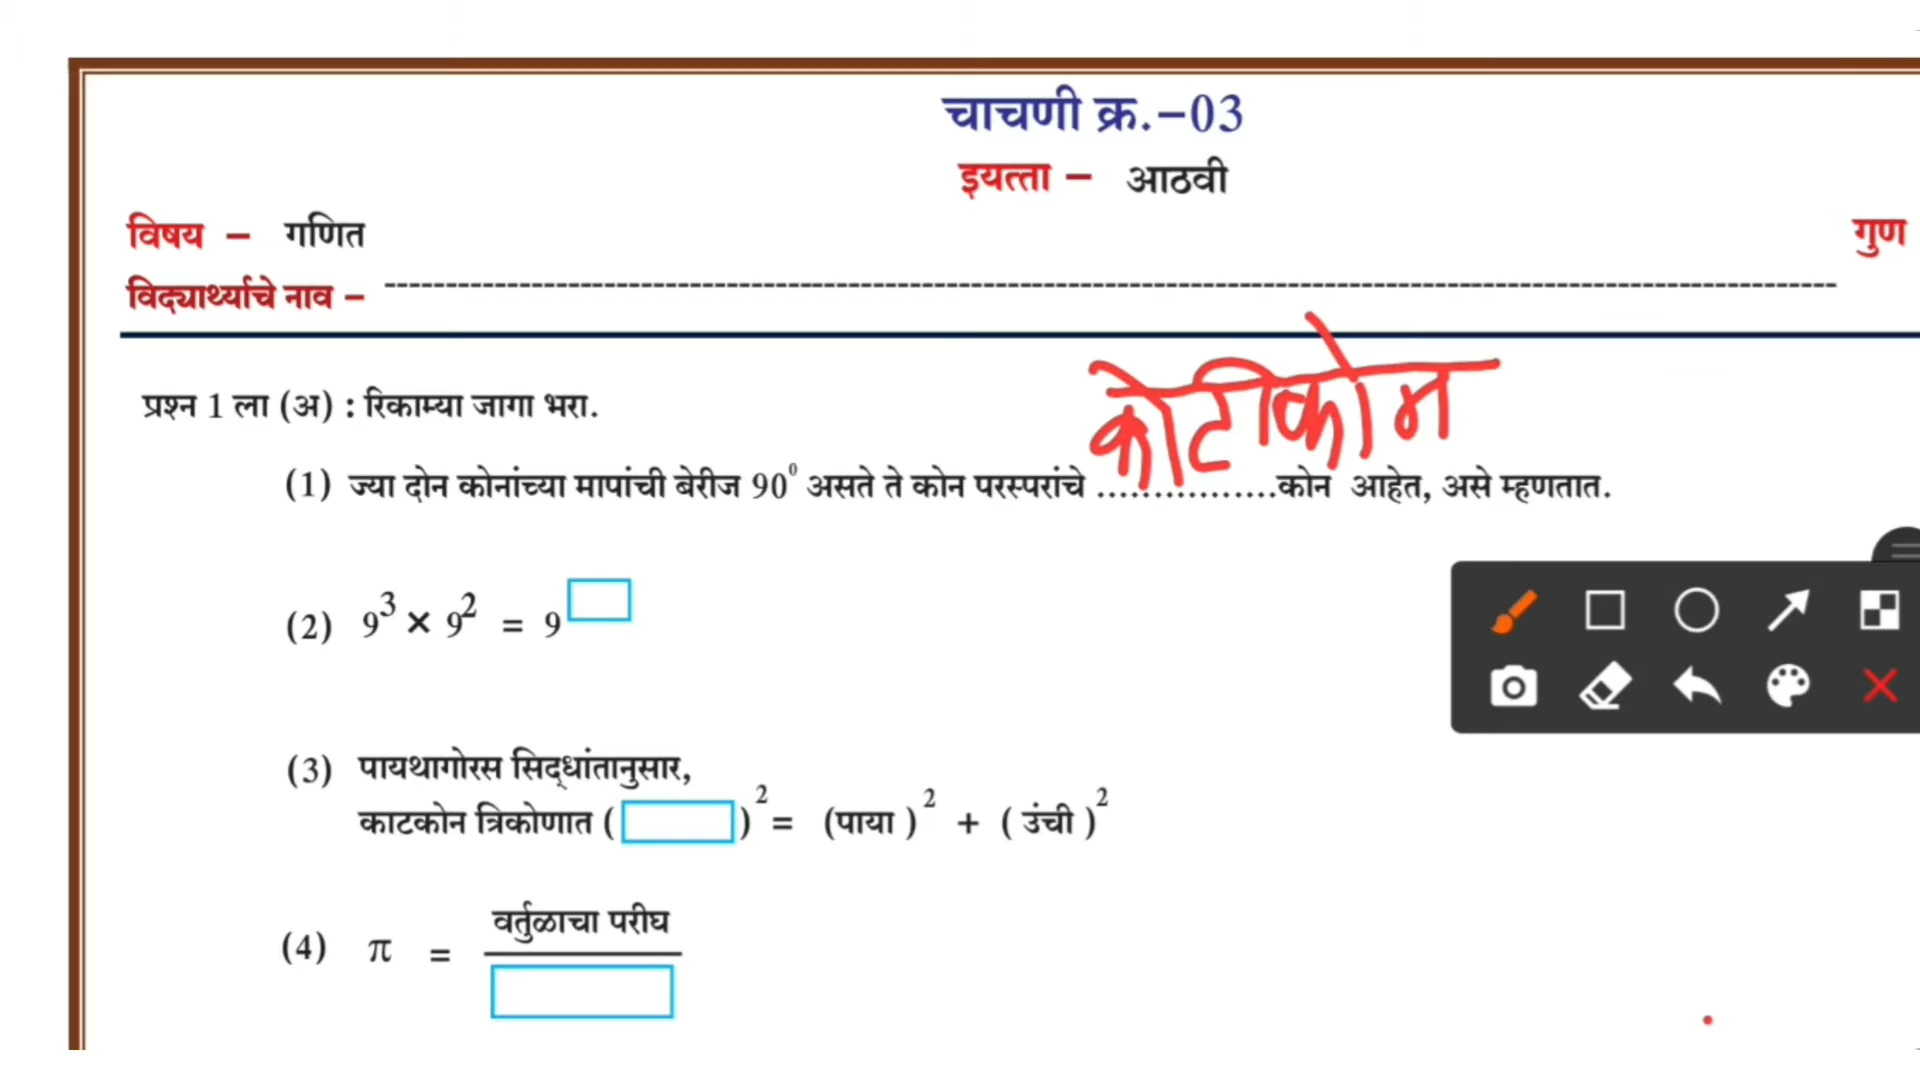 चाचणी क्र.-03
इयत्ता - आठवी
विषय - गणित
गुण
विद्यार्थ्याचे नाव -
प्रश्न 1 ला (अ) : रिकाम्या जागा भरा.
कोटीकोन
(1) ज्या दोन कोनांच्या मापांची बेरीज 90⁰ असते ते कोन परस्परांचे ................कोन आहेत, असे म्हणतात.
(2) 9³ × 9² = 9
(3) पायथागोरस सिद्धांतानुसार,
काटकोन त्रिकोणात ( )² = (पाया )² + ( उंची )²
वर्तुळाचा परीघ
(4) π =